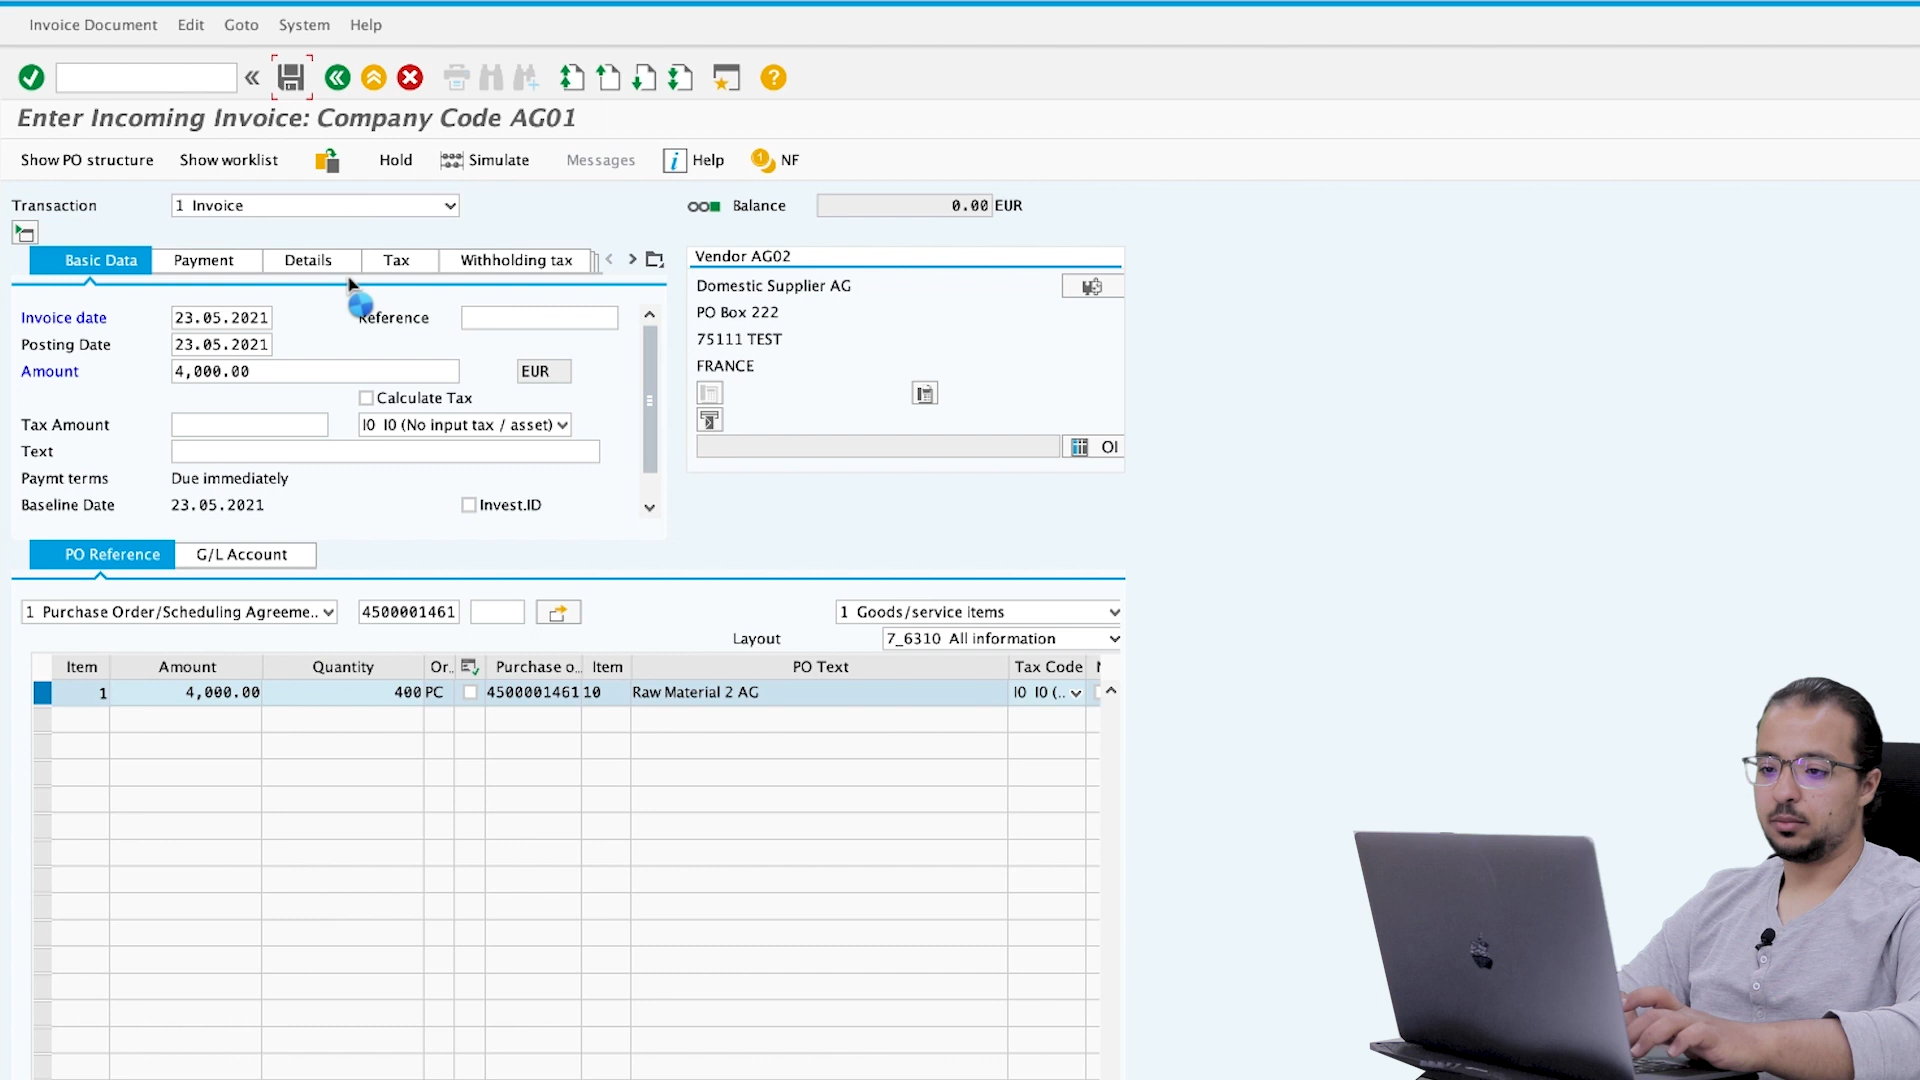 Invoice Document Edit Goto System Help
Enter Incoming Invoice: Company Code AG01
Show PO structure Show worklist Hold Simulate Messages i Help 1 NF
Transaction 1 Invoice Balance 0.00 EUR
Basic Data Payment Details Tax Withholding tax
Vendor AG02
Domestic Supplier AG
PO Box 222
75111 TEST
FRANCE
OI
Invoice date 23.05.2021 Reference
Posting Date 23.05.2021
Amount 4,000.00 EUR
Calculate Tax
Tax Amount I0 I0 (No input tax / asset)
Text
Paymt terms Due immediately
Baseline Date 23.05.2021 Invest.ID
PO Reference G/L Account
1 Purchase Order/Scheduling Agreeme.. 4500001461 1 Goods/service items
Layout 7_6310 All information
Item Amount Quantity Or.. Purchase o.. Item PO Text Tax Code
1 4,000.00 400 PC 4500001461 10 Raw Material 2 AG I0 I0 (..